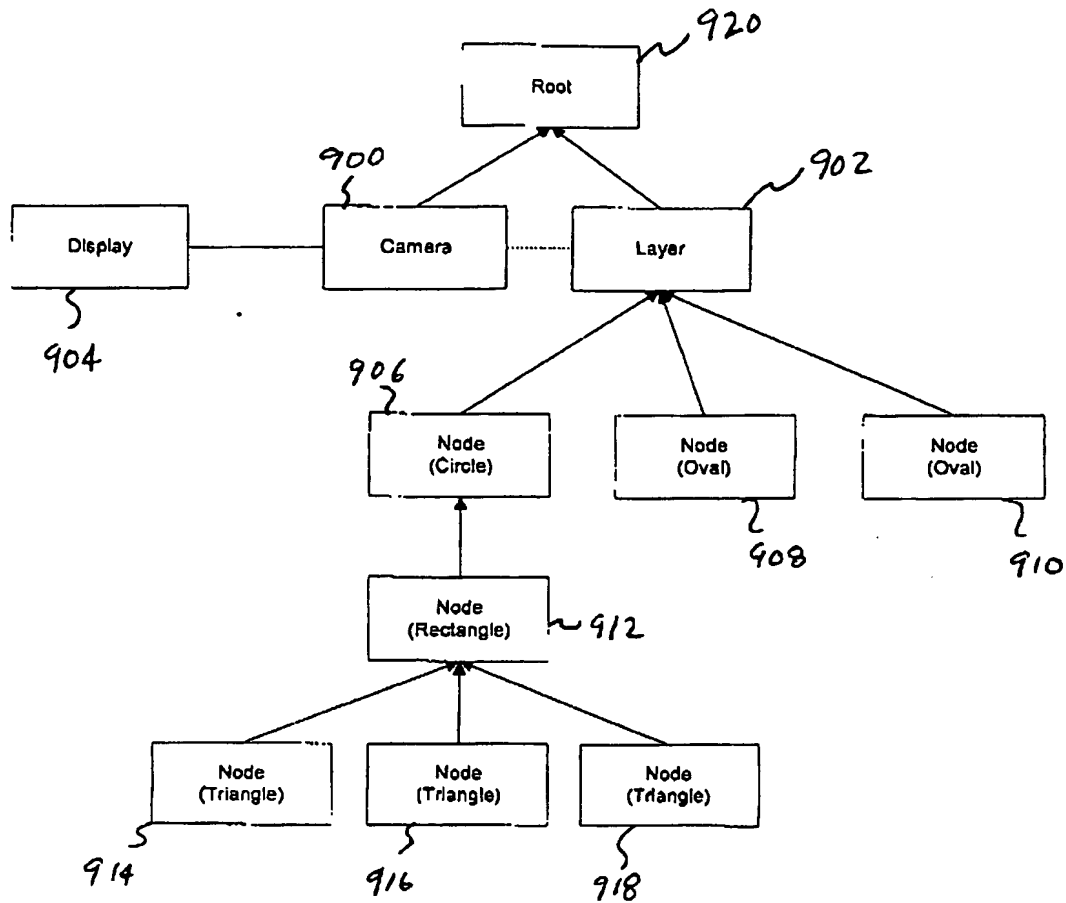 920
Root
900
902
Display
Camera
Layer
904
906
Node
(Circle)
Node
(Oval)
Node
(Oval)
908
910
Node
(Rectangle)
912
Node
(Triangle)
Node
(Triangle)
Node
(Triangle)
914
916
918